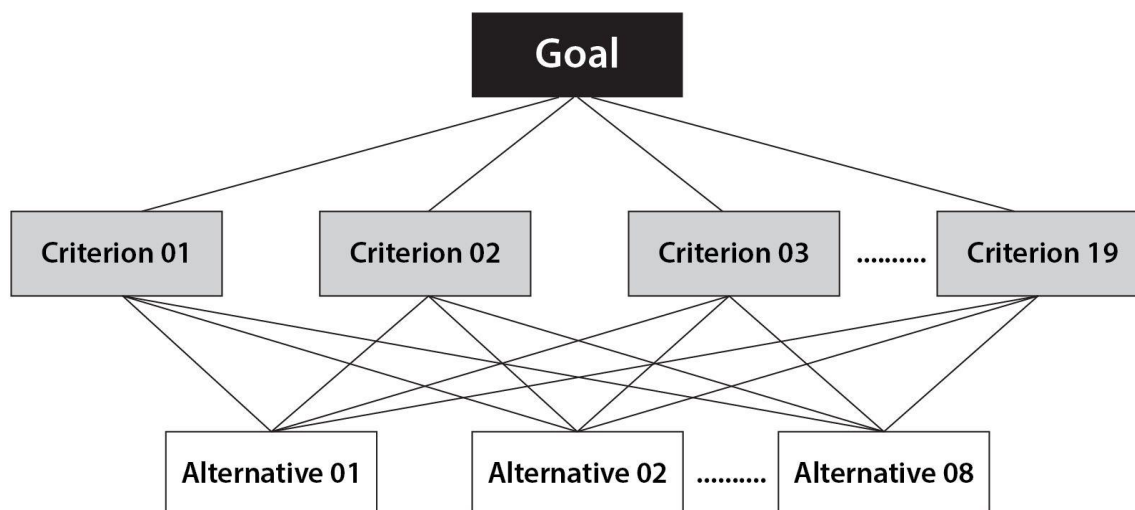 Goal
Criterion 01
Criterion 02
Criterion 03
..........
Criterion 19
Alternative 01
Alternative 02
..........
Alternative 08